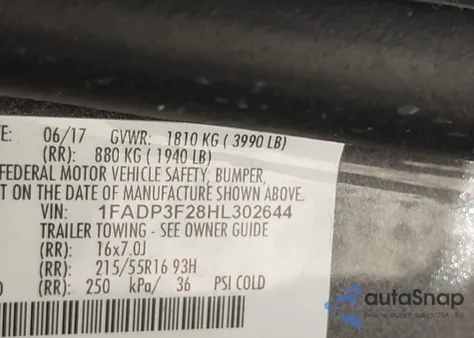 TE: 06/17 GVWR: 1810 KG ( 3990 LB)
(RR): 880 KG ( 1940 LB)
FEDERAL MOTOR VEHICLE SAFETY, BUMPER,
T ON THE DATE OF MANUFACTURE SHOWN ABOVE.
VIN: 1FADP3F28HL302644
TRAILER TOWING - SEE OWNER GUIDE
(RR): 16x7.0J
(RR): 215/55R16 93H
(RR): 250 kPa/ 36 PSI COLD
autaSnap